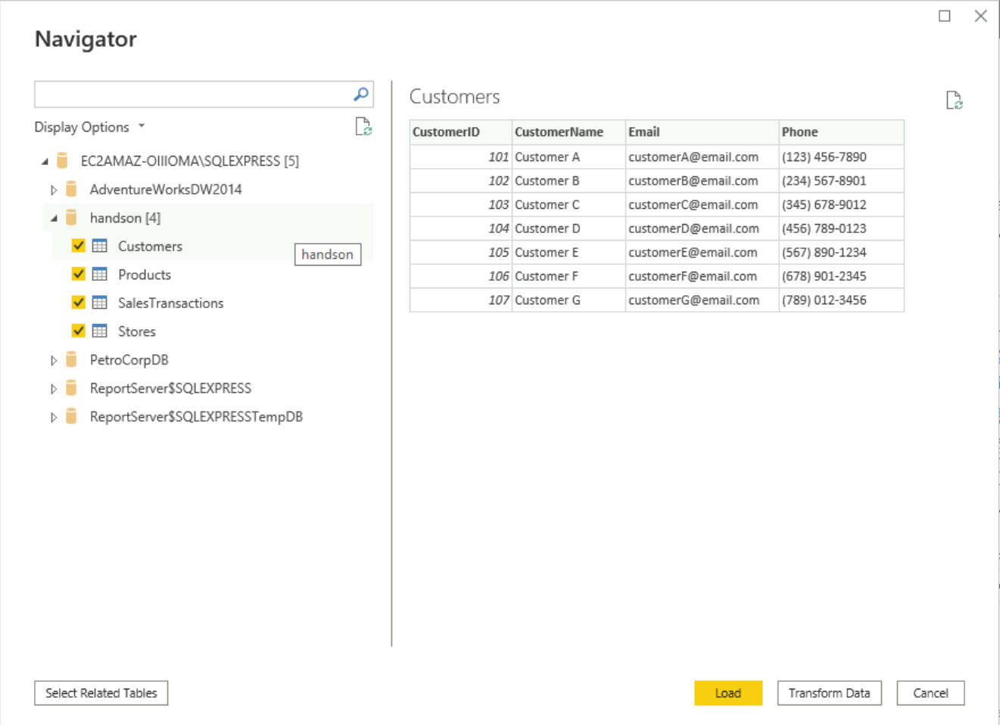 Navigator
Display Options
EC2AMAZ-OIIIOMA\SQLEXPRESS [5]
AdventureWorksDW2014
handson [4]
Customers
handson
Products
SalesTransactions
Stores
PetroCorpDB
ReportServer$SQLEXPRESS
ReportServer$SQLEXPRESSTempDB
Customers
CustomerID CustomerName Email Phone
101 Customer A customerA@email.com (123) 456-7890
102 Customer B customerB@email.com (234) 567-8901
103 Customer C customerC@email.com (345) 678-9012
104 Customer D customerD@email.com (456) 789-0123
105 Customer E customerE@email.com (567) 890-1234
106 Customer F customerF@email.com (678) 901-2345
107 Customer G customerG@email.com (789) 012-3456
Select Related Tables
Load Transform Data Cancel